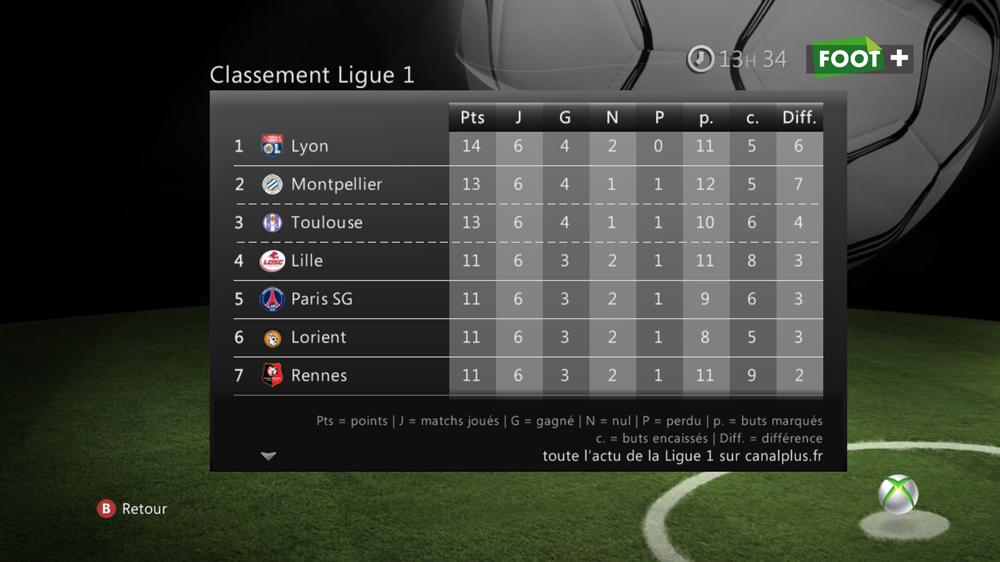 13H 34
FOOT +
Classement Ligue 1
Pts J G N P p. c. Diff.
1 Lyon 14 6 4 2 0 11 5 6
2 Montpellier 13 6 4 1 1 12 5 7
3 Toulouse 13 6 4 1 1 10 6 4
4 LOSC Lille 11 6 3 2 1 11 8 3
5 Paris SG 11 6 3 2 1 9 6 3
6 Lorient 11 6 3 2 1 8 5 3
7 Rennes 11 6 3 2 1 11 9 2
Pts = points | J = matchs joués | G = gagné | N = nul | P = perdu | p. = buts marqués
c. = buts encaissés | Diff. = différence
toute l'actu de la Ligue 1 sur canalplus.fr
B Retour